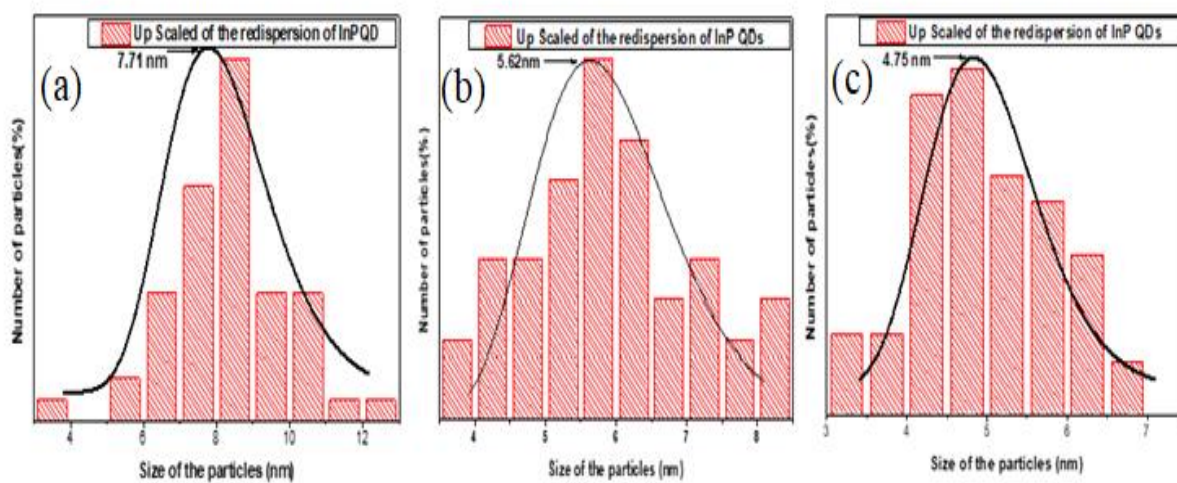 (a)
Up Scaled of the redispersion of InPQD
7.71 nm
Number of particles(%)
4 6 8 10 12
Size of the particles (nm)
(b)
Up Scaled of the redispersion of InP QDs
5.62nm
Number of particles(%)
4 5 6 7 8
Size of the particles (nm)
(c)
Up Scaled of the redispersion of InP QDs
4.75 nm
Number of particles(%)
3 4 5 6 7
Size of the particles (nm)